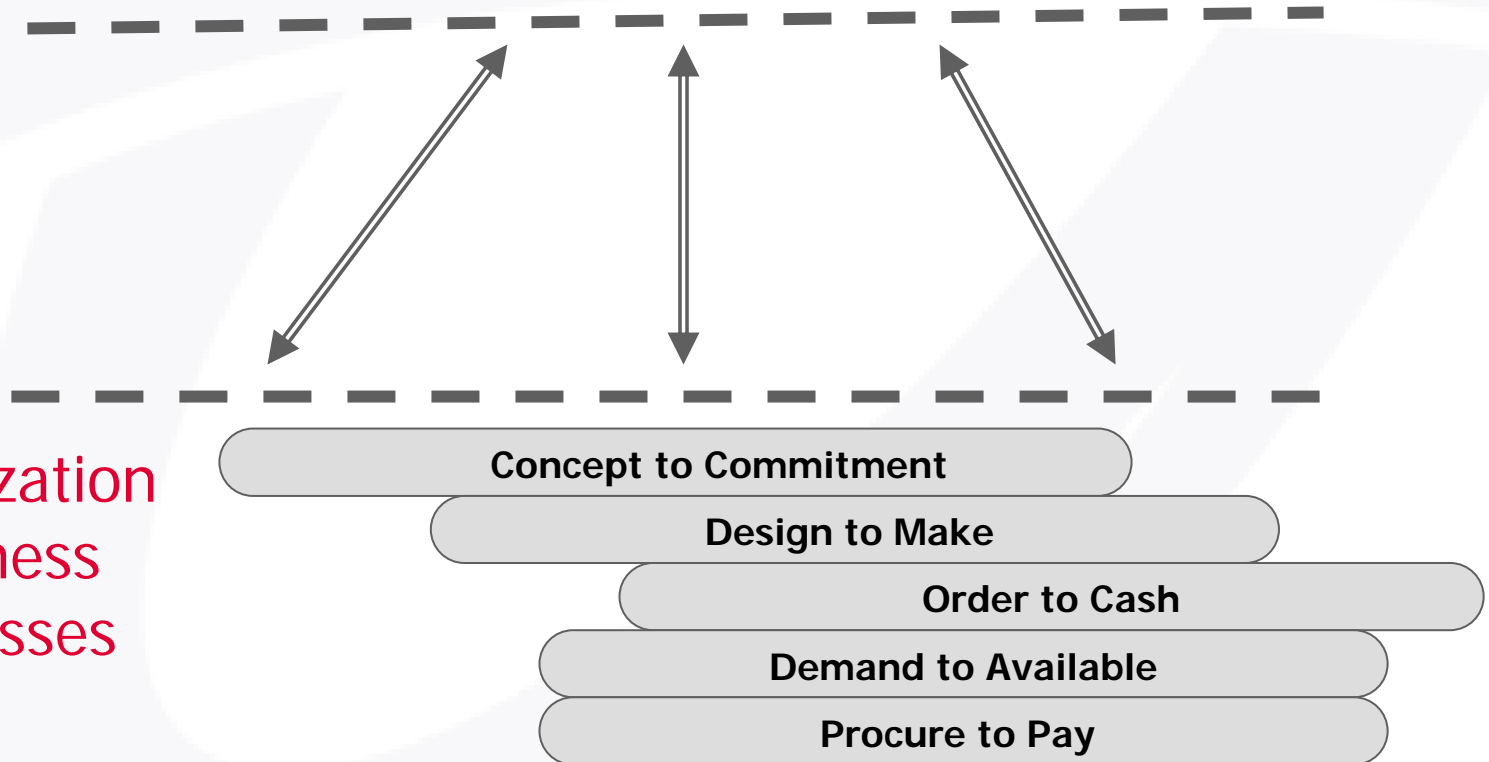 Concept to Commitment
zation
Design to Make
ness
Order to Cash
sses
Demand to Available
Procure to Pay